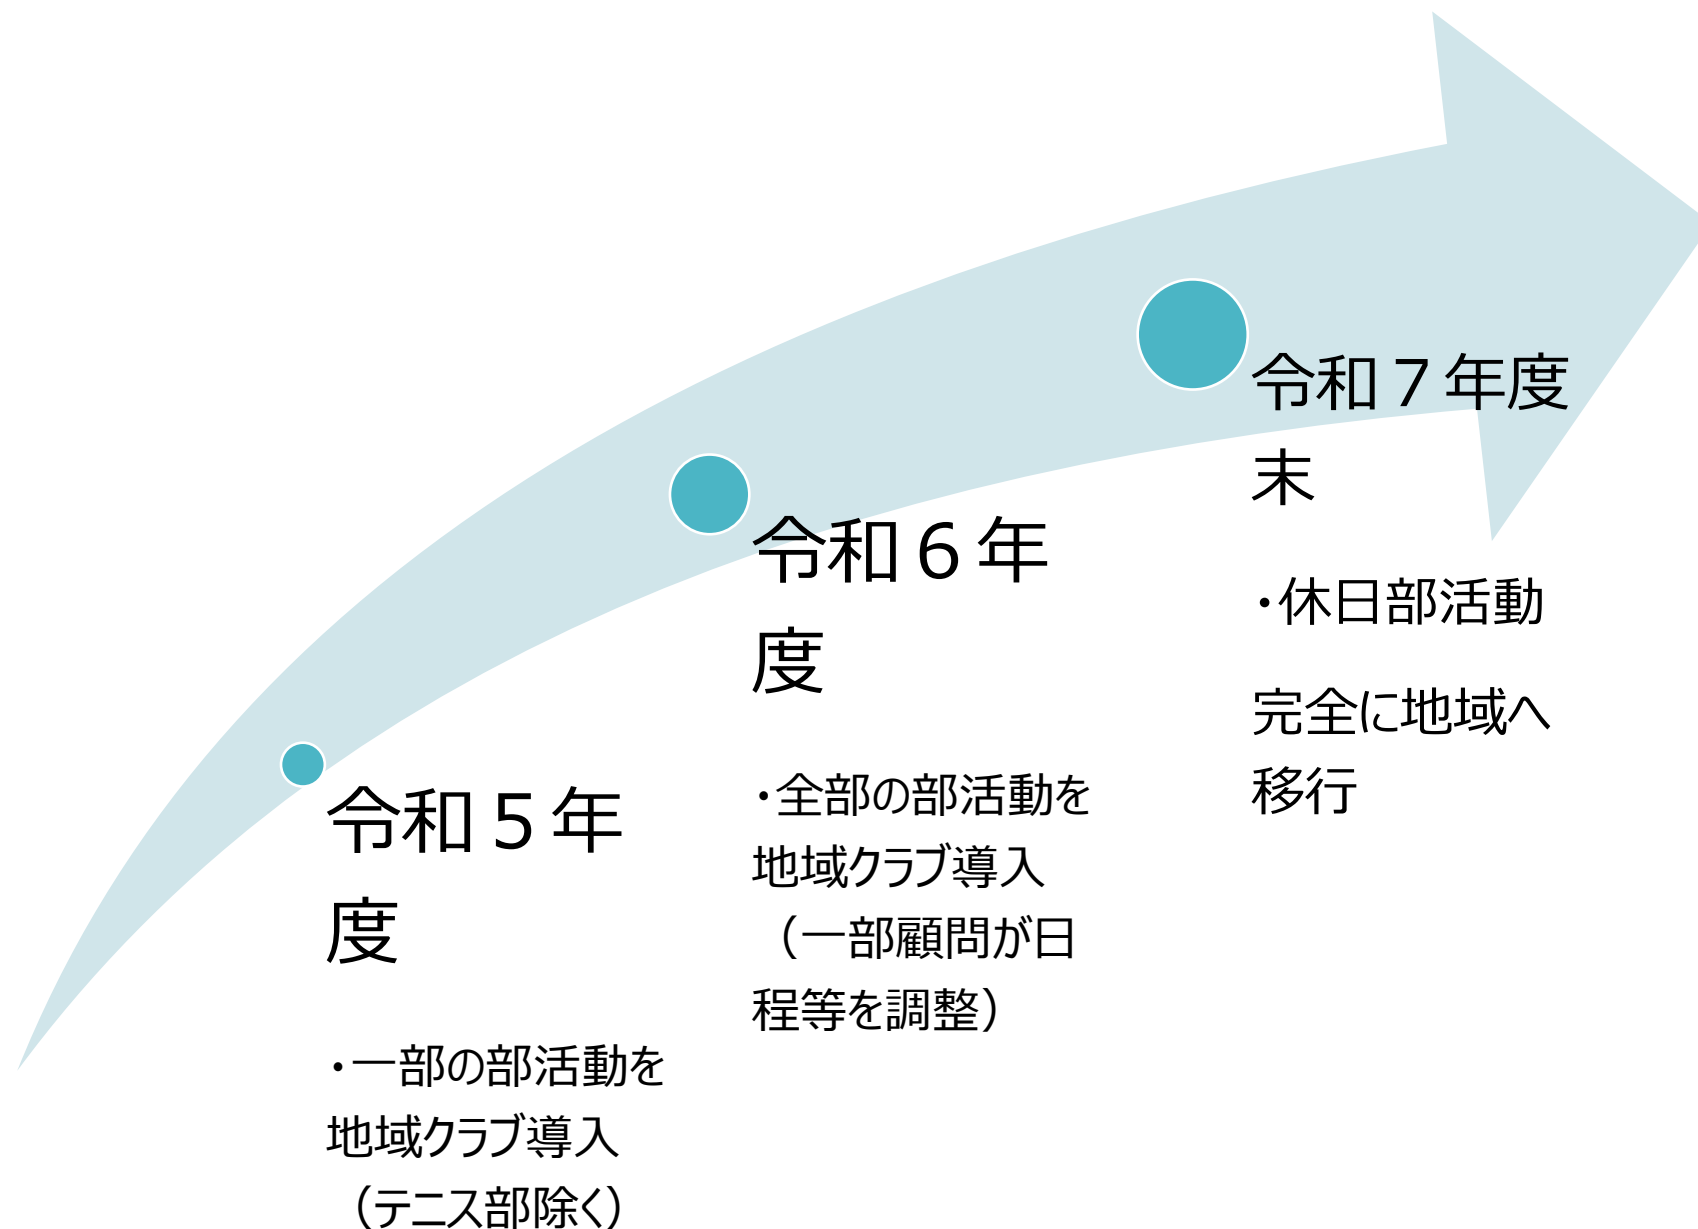 令和５年
度
・一部の部活動を
地域クラブ導入
（テニス部除く）
令和６年
度
・全部の部活動を
地域クラブ導入
（一部顧問が日
程等を調整）
令和７年度
末
・休日部活動
完全に地域へ
移行